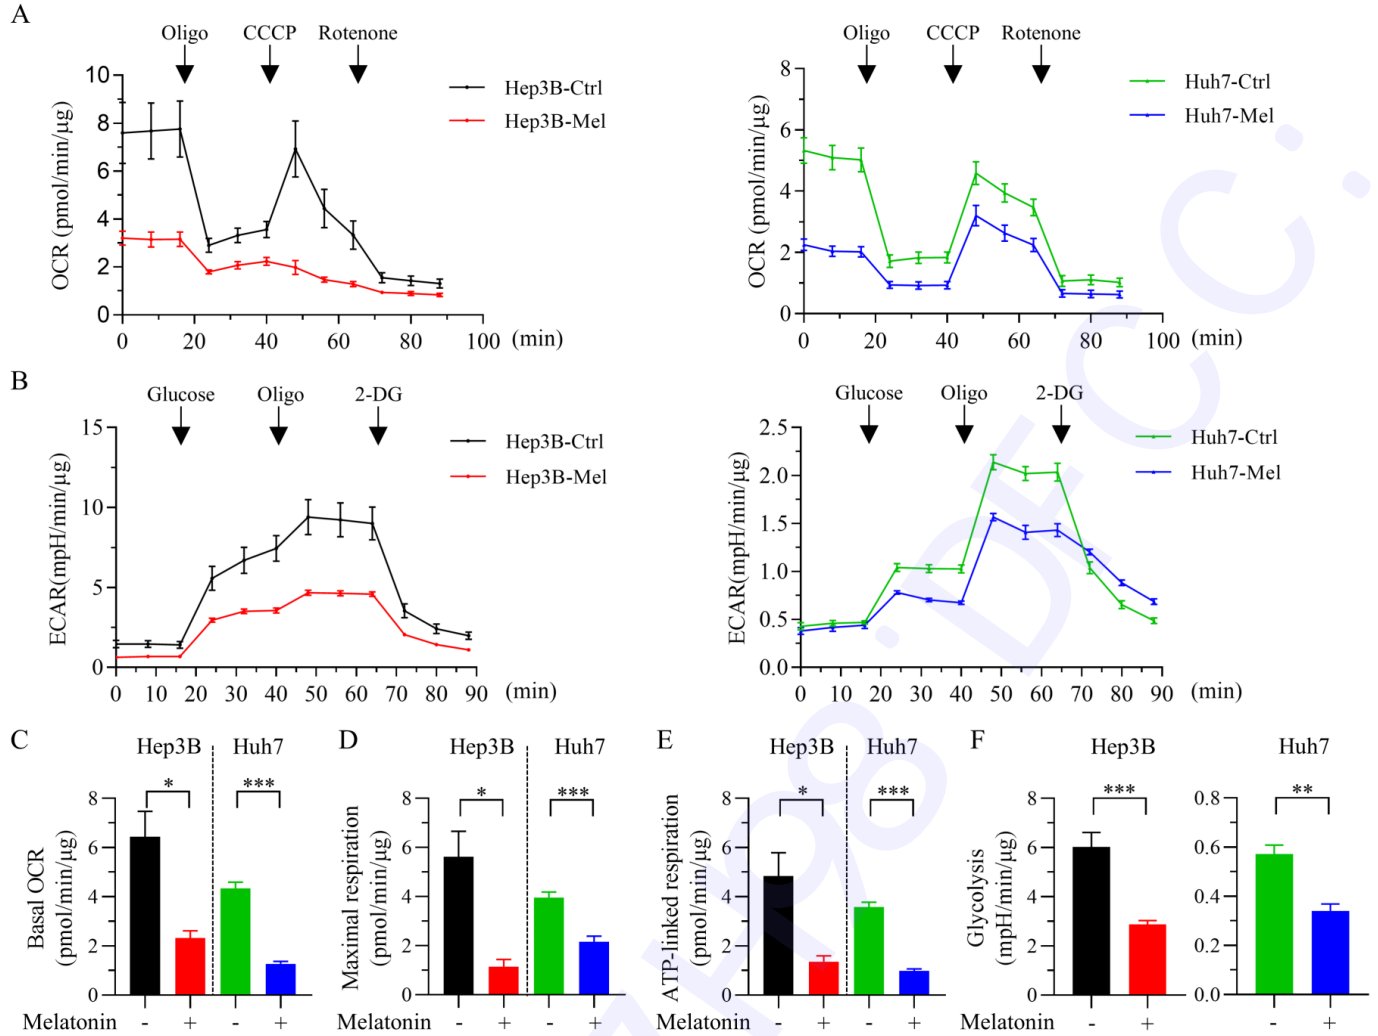 A
Oligo CCCP Rotenone
Hep3B-Ctrl
Hep3B-Mel
OCR (pmol/min/µg)
10
8
6
4
2
0
0 20 40 60 80 100 (min)
Oligo CCCP Rotenone
Huh7-Ctrl
Huh7-Mel
OCR (pmol/min/µg)
8
6
4
2
0
0 20 40 60 80 100 (min)
B
Glucose Oligo 2-DG
Hep3B-Ctrl
Hep3B-Mel
ECAR(mpH/min/µg)
15
10
5
0
0 10 20 30 40 50 60 70 80 90 (min)
Glucose Oligo 2-DG
Huh7-Ctrl
Huh7-Mel
ECAR(mpH/min/µg)
2.5
2.0
1.5
1.0
0.5
0.0
0 10 20 30 40 50 60 70 80 90 (min)
C
Hep3B Huh7
* ***
Basal OCR
(pmol/min/µg)
8
6
4
2
0
Melatonin - + - +
D
Hep3B Huh7
* ***
Maximal respiration
(pmol/min/µg)
8
6
4
2
0
Melatonin - + - +
E
Hep3B Huh7
* ***
ATP-linked respiration
(pmol/min/µg)
8
6
4
2
0
Melatonin - + - +
F
Hep3B
***
Glycolysis
(mpH/min/µg)
8
6
4
2
0
Melatonin - +
Huh7
**
0.8
0.6
0.4
0.2
0.0
- +